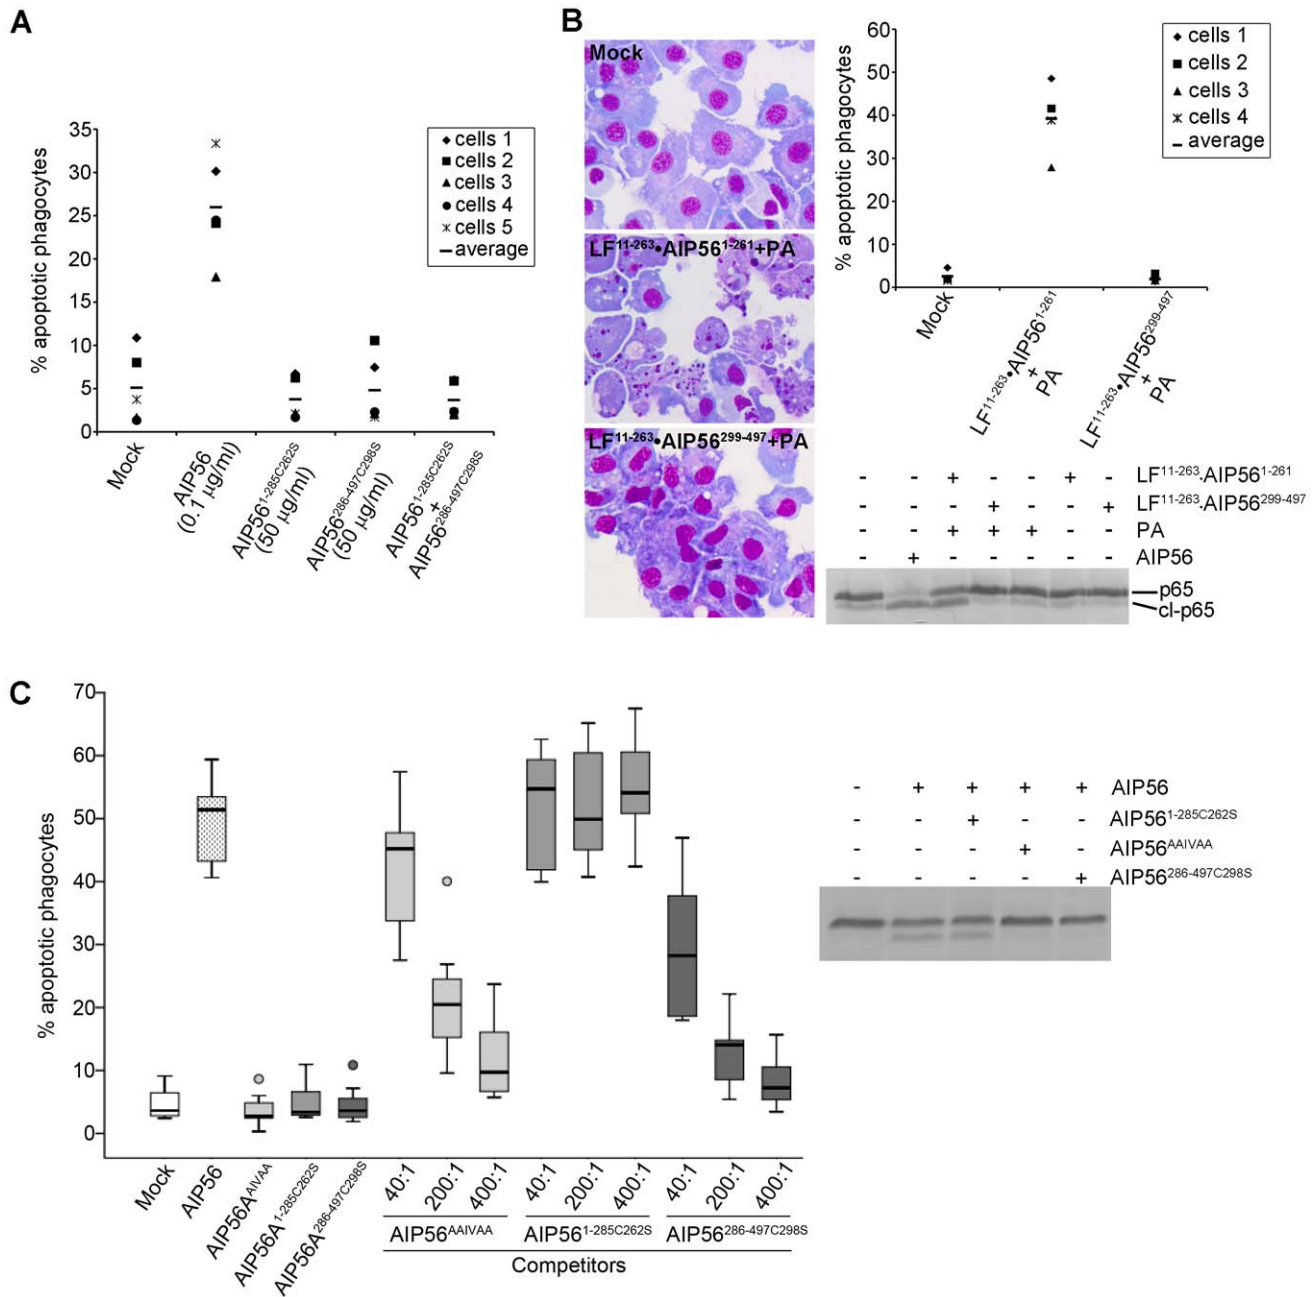 A
% apoptotic phagocytes
35
30
25
20
15
10
5
0
Mock
AIP56
(0.1 µg/ml)
AIP56^1-285C262S
(50 µg/ml)
AIP56^286-497C298S
(50 µg/ml)
AIP56^1-285C262S
+
AIP56^286-497C298S
cells 1
cells 2
cells 3
cells 4
cells 5
average
B
Mock
LF^11-263•AIP56^1-261+PA
LF^11-263•AIP56^299-497+PA
% apoptotic phagocytes
60
50
40
30
20
10
0
Mock
LF^11-263•AIP56^1-261
+
PA
LF^11-263•AIP56^299-497
+
PA
cells 1
cells 2
cells 3
cells 4
average
- - + - - + - LF^11-263.AIP56^1-261
- - - + - - + LF^11-263.AIP56^299-497
- - + + + - - PA
- + - - - - - AIP56
p65
cl-p65
C
% apoptotic phagocytes
70
60
50
40
30
20
10
0
Mock
AIP56
AIP56A^AIVAA
AIP56A^1-285C262S
AIP56A^286-497C298S
40:1
200:1
400:1
40:1
200:1
400:1
40:1
200:1
400:1
AIP56^AAIVAA
AIP56^1-285C262S
AIP56^286-497C298S
Competitors
- + + + + AIP56
- - + - - AIP56^1-285C262S
- - - + - AIP56^AAIVAA
- - - - + AIP56^286-497C298S